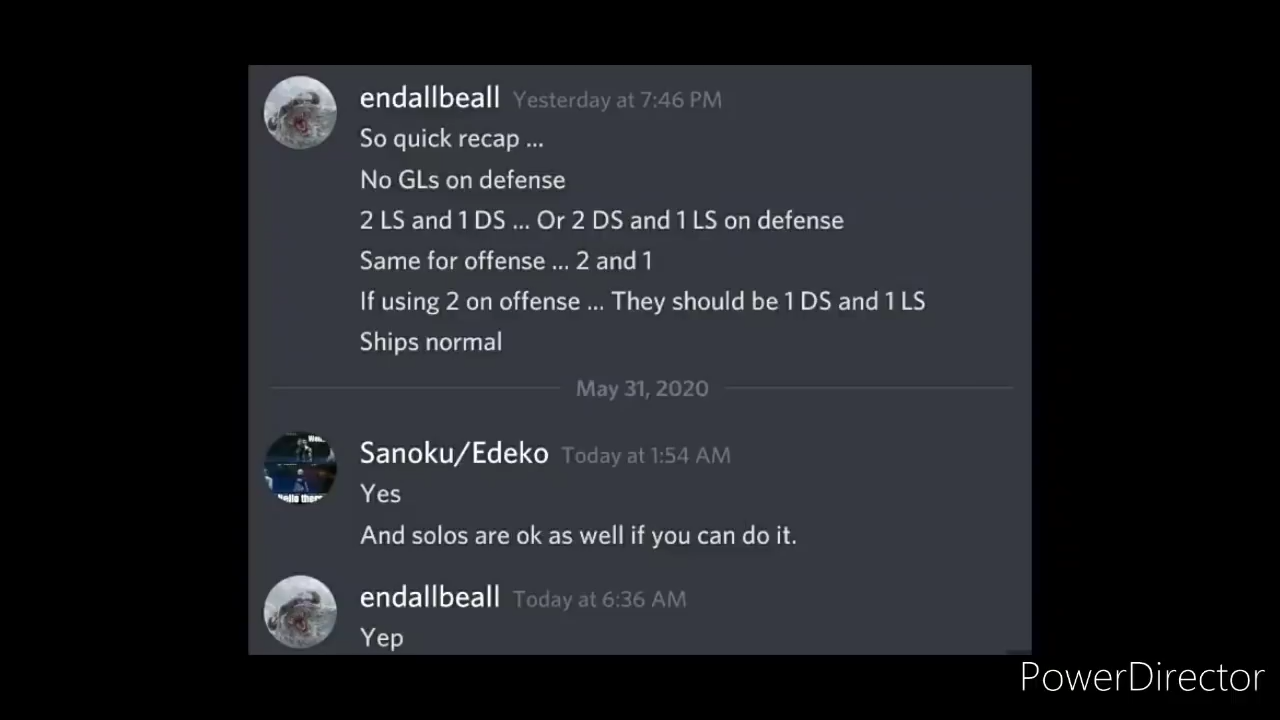 endallbeall Yesterday at 7:46 PM
So quick recap ...
No GLs on defense
2 LS and 1 DS ... Or 2 DS and 1 LS on defense
Same for offense ... 2 and 1
If using 2 on offense ... They should be 1 DS and 1 LS
Ships normal
May 31, 2020
Sanoku/Edeko Today at 1:54 AM
Yes
And solos are ok as well if you can do it.
endallbeall Today at 6:36 AM
Yep
PowerDirector